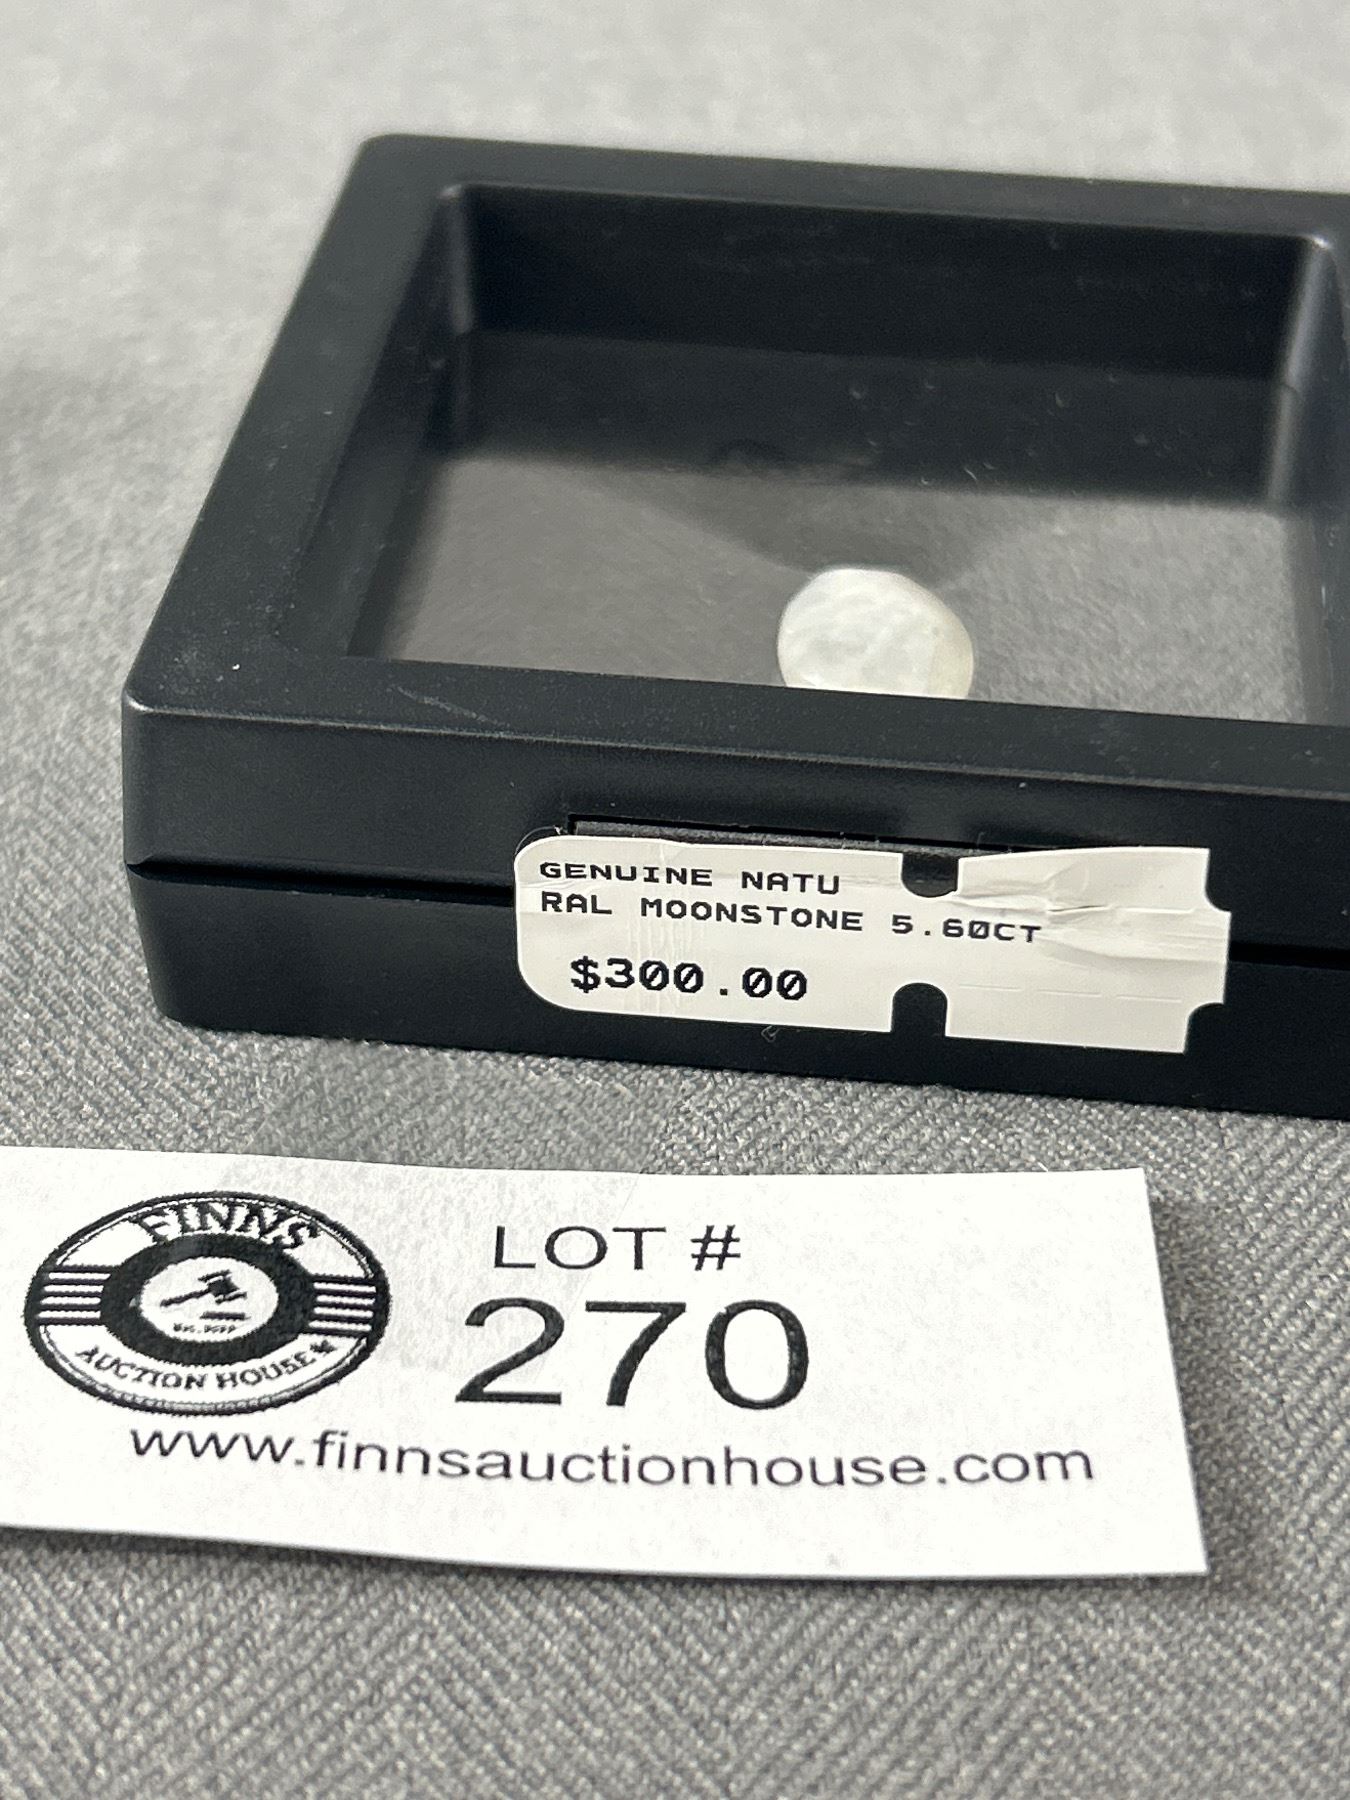 GENUINE NATU
RAL MOONSTONE 5.60CT
$300.00
FINNS
AUCTION HOUSE
LOT #
270
www.finnsauctionhouse.com